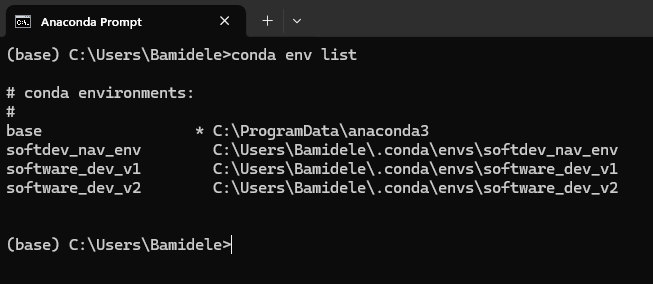 Anaconda Prompt
(base) C:\Users\Bamidele>conda env list
# conda environments:
#
base                 * C:\ProgramData\anaconda3
softdev_nav_env        C:\Users\Bamidele\.conda\envs\softdev_nav_env
software_dev_v1        C:\Users\Bamidele\.conda\envs\software_dev_v1
software_dev_v2        C:\Users\Bamidele\.conda\envs\software_dev_v2
(base) C:\Users\Bamidele>